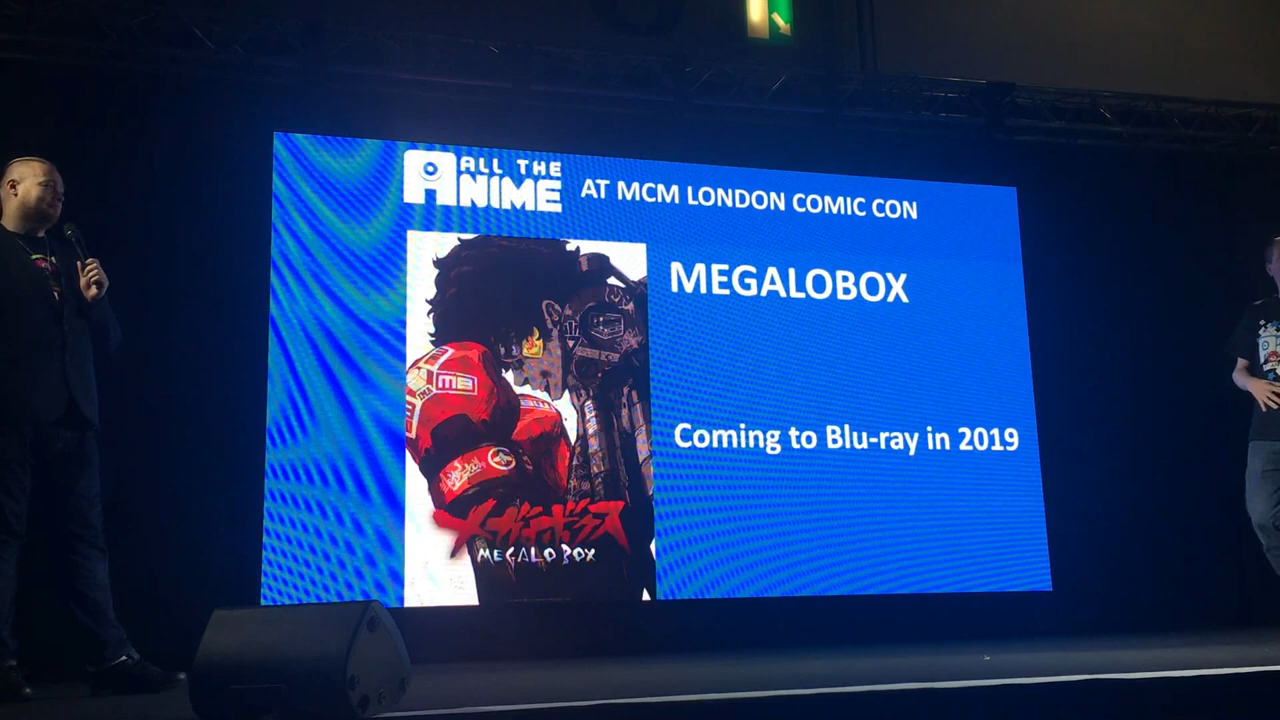 ALL THE
ANIME
AT MCM LONDON COMIC CON
MEGALOBOX
Coming to Blu-ray in 2019
MB
メガロボクス
MEGALOBOX